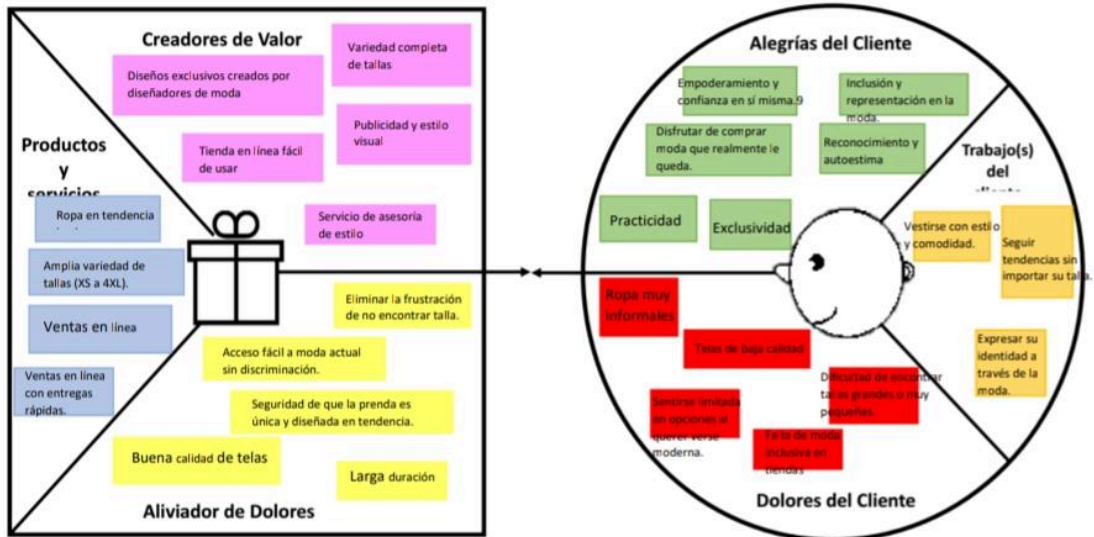 Creadores de Valor
Diseños exclusivos creados por
diseñadores de moda
Variedad completa
de tallas
Tienda en línea fácil
de usar
Publicidad y estilo
visual
Servicio de asesoría
de estilo
Productos
y
servicios
Ropa en tendencia
Amplia variedad de
tallas (XS a 4XL).
Ventas en línea
Ventas en línea
con entregas
rápidas.
Eliminar la frustración
de no encontrar talla.
Acceso fácil a moda actual
sin discriminación.
Seguridad de que la prenda es
única y diseñada en tendencia.
Buena calidad de telas
Larga duración
Aliviador de Dolores
Alegrías del Cliente
Empoderamiento y
confianza en sí misma.9
Inclusión y
representación en la
moda.
Disfrutar de comprar
moda que realmente le
queda.
Reconocimiento y
autoestima
Practicidad
Exclusividad
Trabajo(s)
del
cliente
Vestirse con estilo
y comodidad.
Seguir
tendencias sin
importar su talla.
Expresar su
identidad a
través de la
moda.
Ropa muy
informales
Telas de baja calidad
Dificultad de encontrar
tallas grandes o muy
pequeñas.
Sentirse limitada
en opciones al
querer verse
moderna.
Falta de moda
inclusiva en
tiendas
Dolores del Cliente